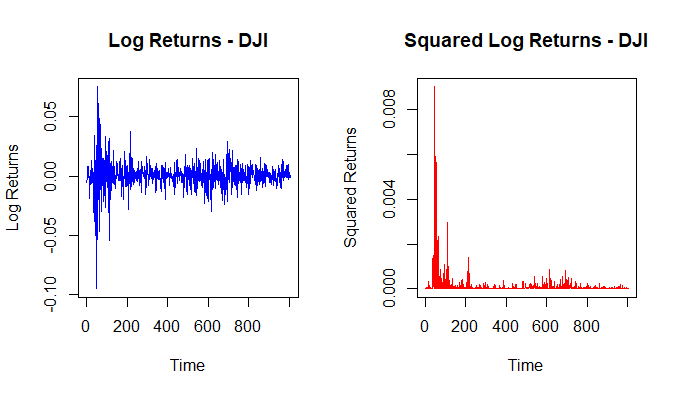 Log Returns - DJI
Log Returns
0.05
0.00
-0.05
-0.10
0 200 400 600 800
Time
Squared Log Returns - DJI
Squared Returns
0.008
0.004
0.000
0 200 400 600 800
Time